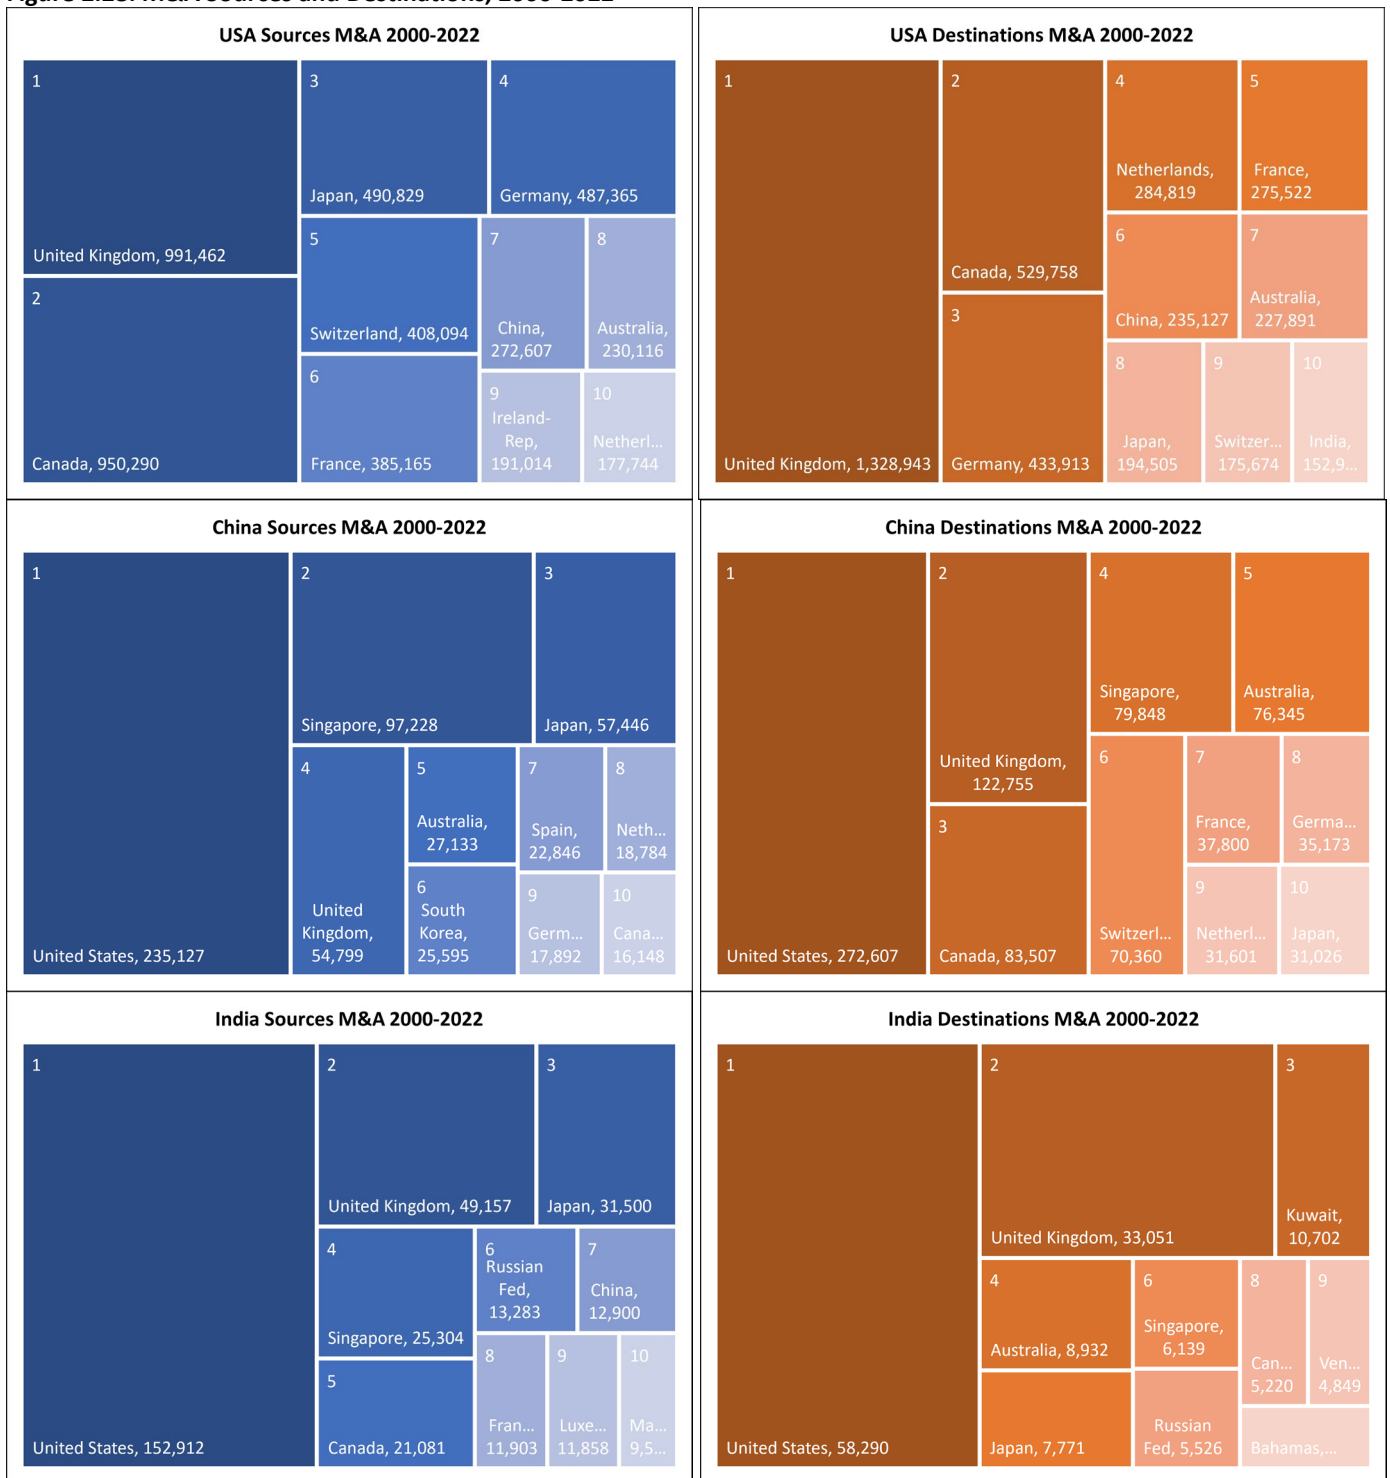 USA Sources M&A 2000-2022
1
United Kingdom, 991,462
2
Canada, 950,290
3
Japan, 490,829
4
Germany, 487,365
5
Switzerland, 408,094
6
France, 385,165
7
China,
272,607
8
Australia,
230,116
9
Ireland-
Rep,
191,014
10
Netherl...
177,744
USA Destinations M&A 2000-2022
1
United Kingdom, 1,328,943
2
Canada, 529,758
3
Germany, 433,913
4
Netherlands,
284,819
5
France,
275,522
6
China, 235,127
7
Australia,
227,891
8
Japan,
194,505
9
Switzer...
175,674
10
India,
152,9...
China Sources M&A 2000-2022
1
United States, 235,127
2
Singapore, 97,228
3
Japan, 57,446
4
United
Kingdom,
54,799
5
Australia,
27,133
6
South
Korea,
25,595
7
Spain,
22,846
8
Neth...
18,784
9
Germ...
17,892
10
Cana...
16,148
China Destinations M&A 2000-2022
1
United States, 272,607
2
United Kingdom,
122,755
3
Canada, 83,507
4
Singapore,
79,848
5
Australia,
76,345
6
Switzerl...
70,360
7
France,
37,800
8
Germa...
35,173
9
Netherl...
31,601
10
Japan,
31,026
India Sources M&A 2000-2022
1
United States, 152,912
2
United Kingdom, 49,157
3
Japan, 31,500
4
Singapore, 25,304
5
Canada, 21,081
6
Russian
Fed,
13,283
7
China,
12,900
8
Fran...
11,903
9
Luxe...
11,858
10
Ma...
9,5...
India Destinations M&A 2000-2022
1
United States, 58,290
2
United Kingdom, 33,051
3
Kuwait,
10,702
4
Australia, 8,932
Japan, 7,771
6
Singapore,
6,139
Russian
Fed, 5,526
8
Can...
5,220
9
Ven...
4,849
Bahamas,...